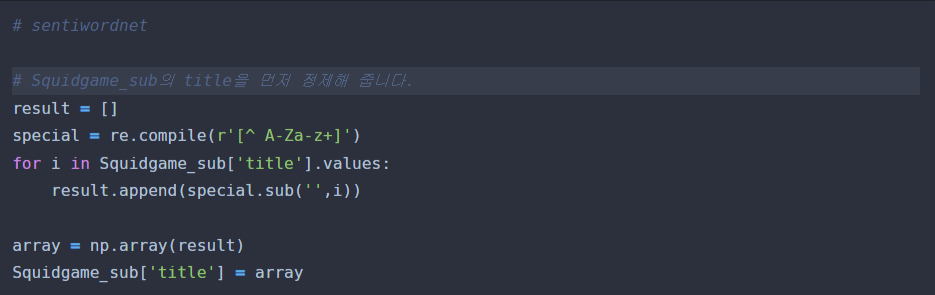 # sentiwordnet
# Squidgame_sub의 title을 먼저 정제해 줍니다.
result = []
special = re.compile(r'[^ A-Za-z+]')
for i in Squidgame_sub['title'].values:
    result.append(special.sub('',i))
array = np.array(result)
Squidgame_sub['title'] = array